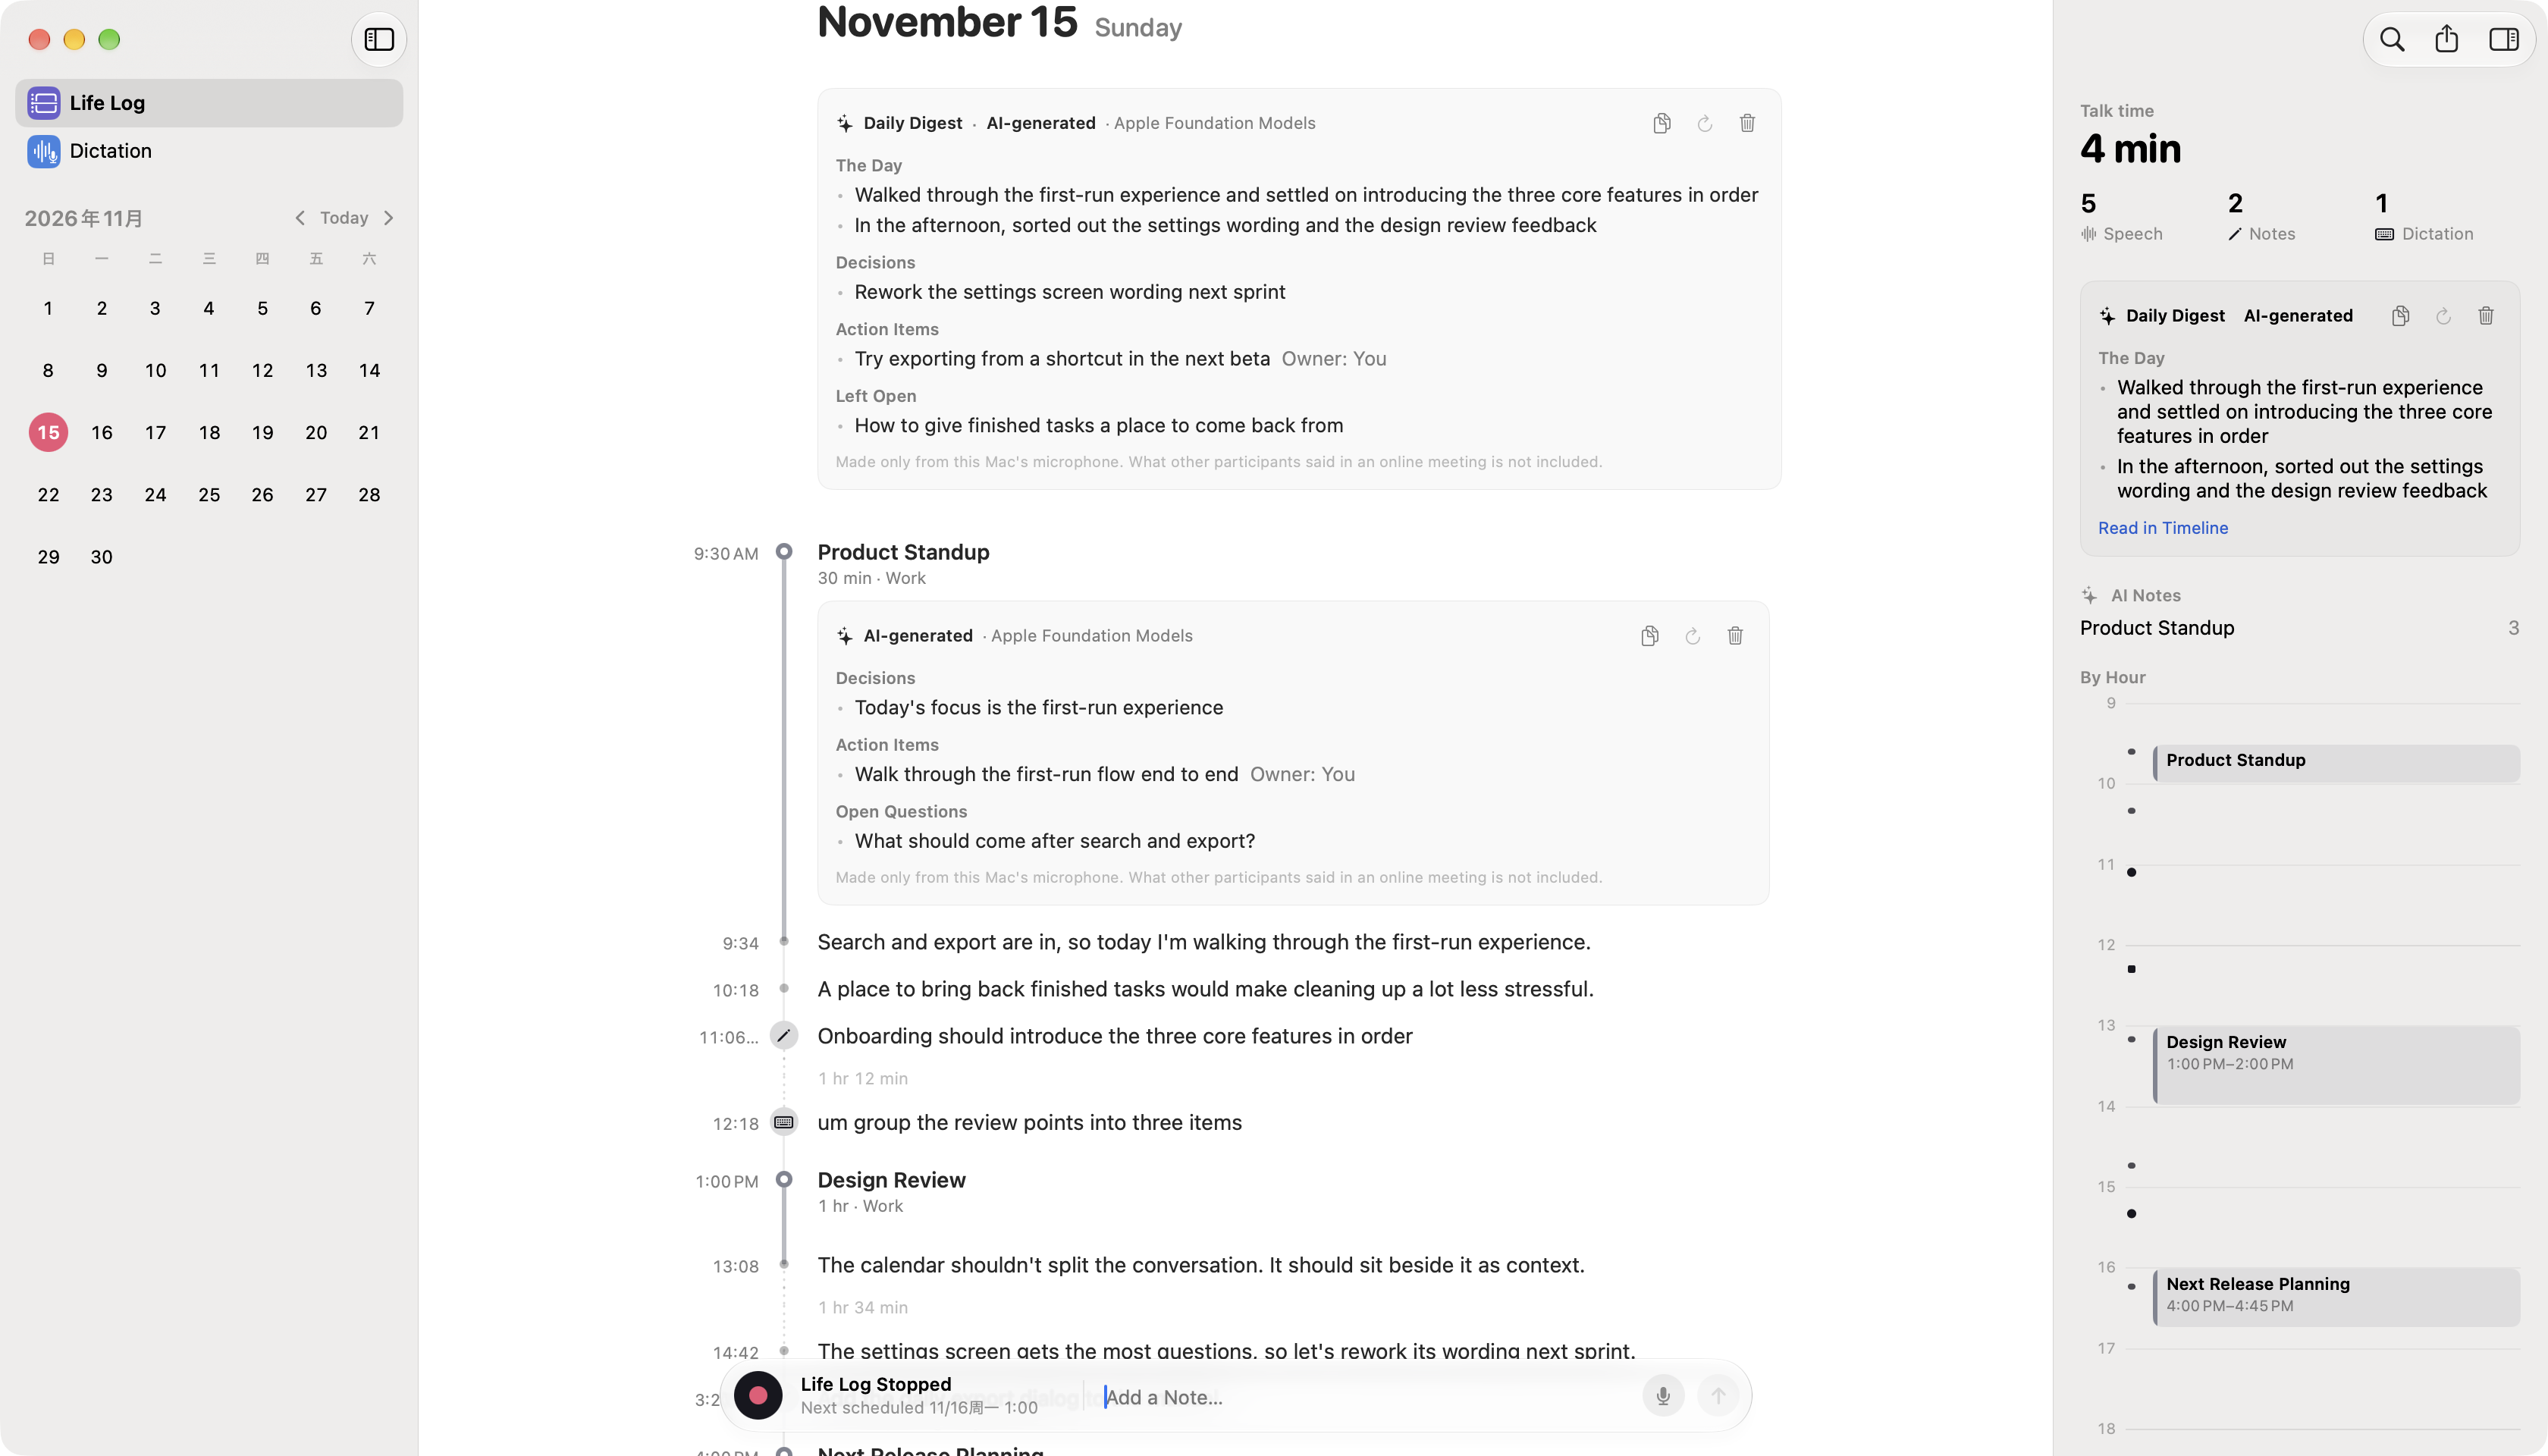 Life Log
Dictation
2026年11月
Today
日 一 二 三 四 五 六
1 2 3 4 5 6 7
8 9 10 11 12 13 14
15 16 17 18 19 20 21
22 23 24 25 26 27 28
29 30
November 15 Sunday
Daily Digest · AI-generated · Apple Foundation Models
The Day
• Walked through the first-run experience and settled on introducing the three core features in order
• In the afternoon, sorted out the settings wording and the design review feedback
Decisions
• Rework the settings screen wording next sprint
Action Items
• Try exporting from a shortcut in the next beta Owner: You
Left Open
• How to give finished tasks a place to come back from
Made only from this Mac's microphone. What other participants said in an online meeting is not included.
9:30 AM Product Standup
30 min · Work
AI-generated · Apple Foundation Models
Decisions
• Today's focus is the first-run experience
Action Items
• Walk through the first-run flow end to end Owner: You
Open Questions
• What should come after search and export?
Made only from this Mac's microphone. What other participants said in an online meeting is not included.
9:34 Search and export are in, so today I'm walking through the first-run experience.
10:18 A place to bring back finished tasks would make cleaning up a lot less stressful.
11:06... Onboarding should introduce the three core features in order
1 hr 12 min
12:18 um group the review points into three items
1:00 PM Design Review
1 hr · Work
13:08 The calendar shouldn't split the conversation. It should sit beside it as context.
1 hr 34 min
14:42 The settings screen gets the most questions, so let's rework its wording next sprint.
3:2
Life Log Stopped
Next scheduled 11/16周一 1:00
Add a Note...
4:00 PM Next Release Planning
Talk time
4 min
5 2 1
Speech Notes Dictation
Daily Digest AI-generated
The Day
• Walked through the first-run experience
and settled on introducing the three core
features in order
• In the afternoon, sorted out the settings
wording and the design review feedback
Read in Timeline
AI Notes
Product Standup 3
By Hour
9
Product Standup
10
11
12
13
Design Review
1:00 PM–2:00 PM
14
15
16
Next Release Planning
4:00 PM–4:45 PM
17
18